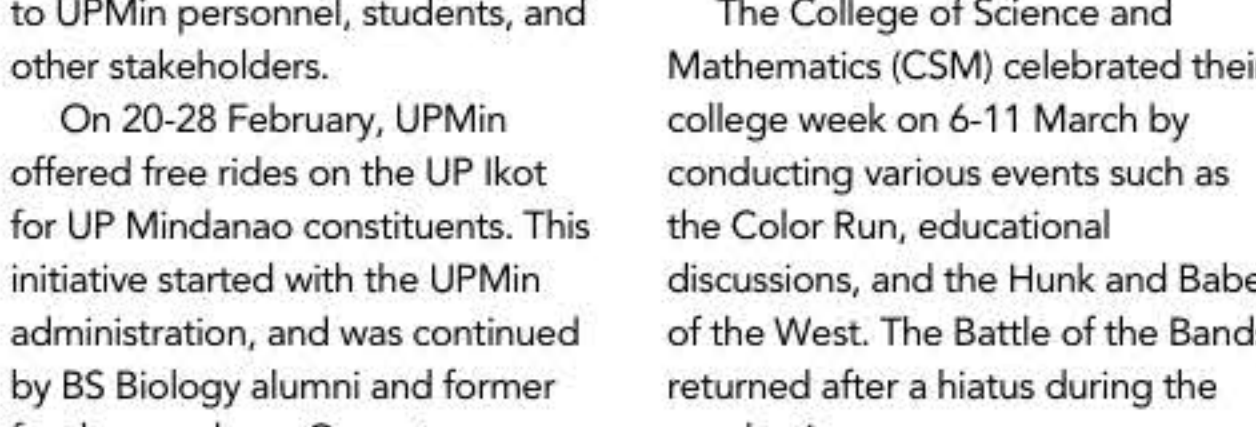 to UPMin personnel, students, and
other stakeholders.
On 20-28 February, UPMin
offered free rides on the UP Ikot
for UP Mindanao constituents. This
initiative started with the UPMin
administration, and was continued
by BS Biology alumni and former
The College of Science and
Mathematics (CSM) celebrated their
college week on 6-11 March by
conducting various events such as
the Color Run, educational
discussions, and the Hunk and Babe
of the West. The Battle of the Band
returned after a hiatus during the